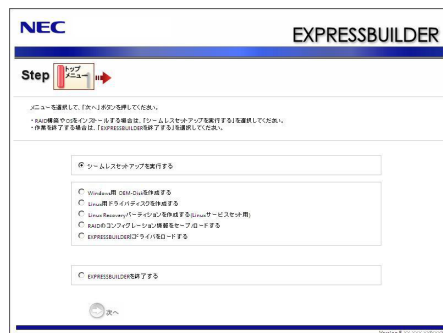 NEC
EXPRESSBUILDER
Step
トップ
メニュー
メニューを選択して、「次へ」ボタンを押してください。
・RAID構築やOSをインストールする場合は、「シームレスセットアップを実行する」を選択してください。
・作業を終了する場合は、「EXPRESSBUILDERを終了する」を選択してください。
シームレスセットアップを実行する
Windows用 OEM-Diskを作成する
Linux用ドライバディスクを作成する
Linux Recoveryパーティションを作成する(Linuxサービスセット用)
RAIDのコンフィグレーション情報をセーブ/ロードする
EXPRESSBUILDERにドライバをロードする
EXPRESSBUILDERを終了する
次へ